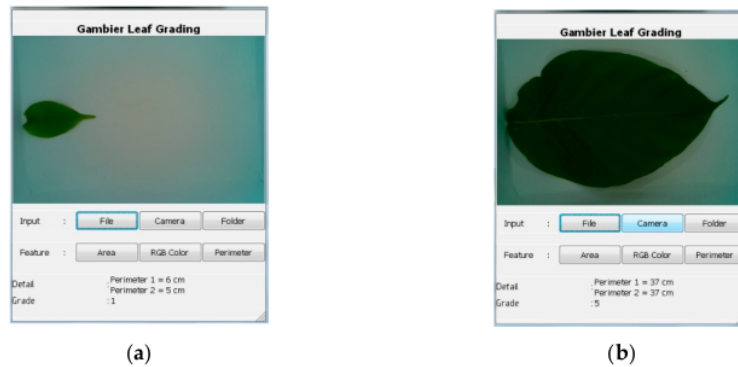 Gambier Leaf Grading
Input : File Camera Folder
Feature : Area RGB Color Perimeter
Detail : Perimeter 1 = 6 cm
Perimeter 2 = 5 cm
Grade : 1
(a)
Gambier Leaf Grading
Input : File Camera Folder
Feature : Area RGB Color Perimeter
Detail : Perimeter 1 = 37 cm
Perimeter 2 = 37 cm
Grade : 5
(b)